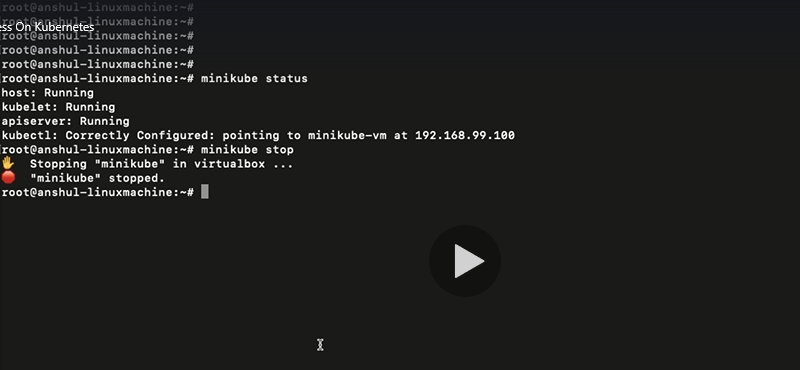 root@anshul-linuxmachine:~#
root@anshul-linuxmachine:~#
ess On Kubernetes
root@anshul-linuxmachine:~#
root@anshul-linuxmachine:~#
root@anshul-linuxmachine:~#
root@anshul-linuxmachine:~# minikube status
host: Running
kubelet: Running
apiserver: Running
kubectl: Correctly Configured: pointing to minikube-vm at 192.168.99.100
root@anshul-linuxmachine:~# minikube stop
Stopping "minikube" in virtualbox ...
"minikube" stopped.
root@anshul-linuxmachine:~#